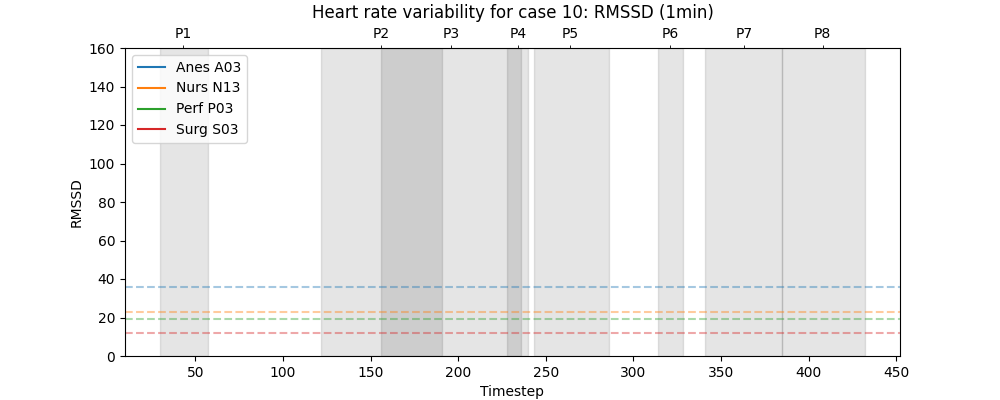 Heart rate variability for case 10: RMSSD (1min)
P1 P2 P3 P4 P5 P6 P7 P8
160
140
120
100
80
60
40
20
0
RMSSD
Anes A03
Nurs N13
Perf P03
Surg S03
50 100 150 200 250 300 350 400 450
Timestep